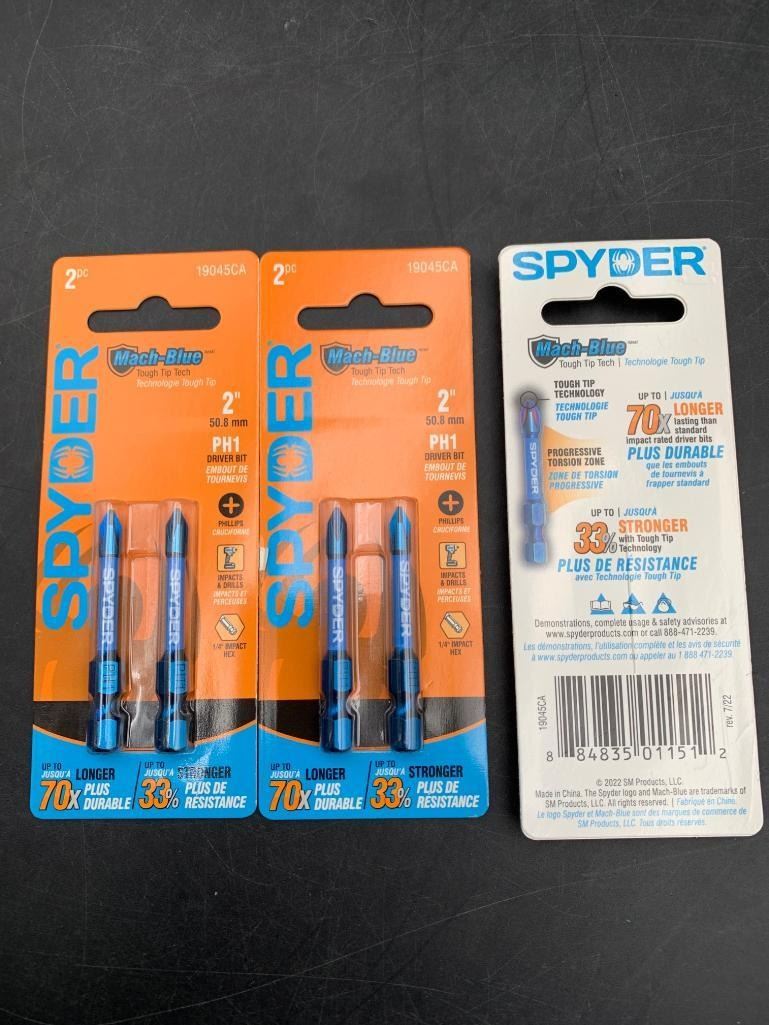 2pc
19045CA
SPYDER
Mach-Blue
Tough Tip Tech
Technologie Tough Tip
2"
50.8 mm
PH1
DRIVER BIT
EMBOUT DE
TOURNEVIS
PHILLIPS
CRUCIFORME
IMPACTS
& DRILLS
IMPACTS ET
PERCEUSES
1/4" IMPACT
HEX
SPYDER
SPYDER
PH1
UP TO
JUSQU'À
70X
LONGER
PLUS
DURABLE
UP TO
JUSQU'À
33%
STRONGER
PLUS DE
RÉSISTANCE
2pc
19045CA
SPYDER
Mach-Blue
Tough Tip Tech
Technologie Tough Tip
2"
50.8 mm
PH1
DRIVER BIT
EMBOUT DE
TOURNEVIS
PHILLIPS
CRUCIFORME
IMPACTS
& DRILLS
IMPACTS ET
PERCEUSES
1/4" IMPACT
HEX
SPYDER
UP TO
JUSQU'À
70X
LONGER
PLUS
DURABLE
UP TO
JUSQU'À
33%
STRONGER
PLUS DE
RÉSISTANCE
SPYDER
Mach-Blue
Tough Tip Tech | Technologie Tough Tip
TOUGH TIP
TECHNOLOGY
TECHNOLOGIE
TOUGH TIP
PROGRESSIVE
TORSION ZONE
ZONE DE TORSION
PROGRESSIVE
SPYDER
UP TO | JUSQU'À
70X LONGER
lasting than
standard
impact rated driver bits
PLUS DURABLE
que les embouts
de tournevis à
frapper standard
UP TO | JUSQU'À
33% STRONGER
with Tough Tip
Technology
PLUS DE RÉSISTANCE
avec Technologie Tough Tip
Demonstrations, complete usage & safety advisories at
www.spyderproducts.com or call 888-471-2239.
Les démonstrations, l'utilisation complète et les avis de sécurité
à www.spyderproducts.com ou appeler au 1 888 471-2239.
19045CA
8 84835 01151 2
rev. 7/22
© 2022 SM Products, LLC.
Made in China. The Spyder logo and Mach-Blue are trademarks of
SM Products, LLC. All rights reserved. | Fabriqué en Chine.
Le logo Spyder et Mach-Blue sont des marques de commerce de
SM Products, LLC. Tous droits réservés.